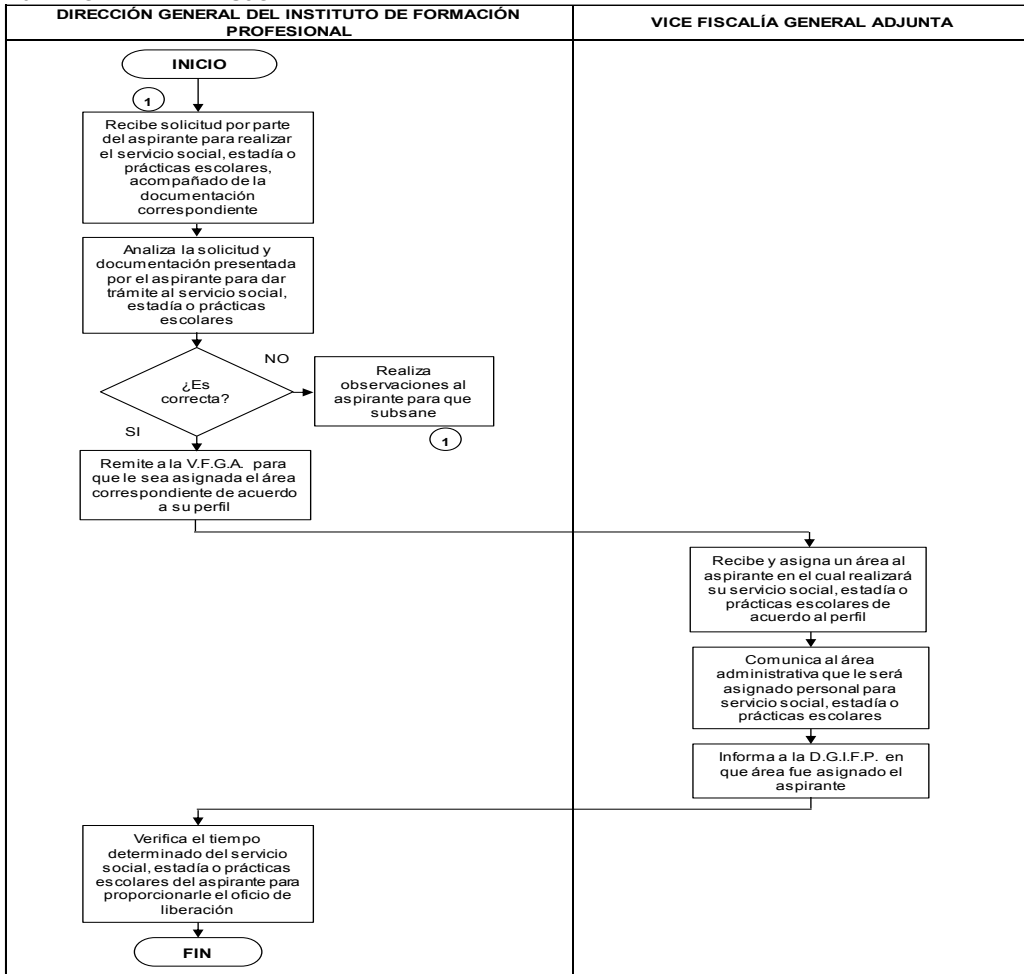 DIRECCIÓN GENERAL DEL INSTITUTO DE FORMACIÓN
PROFESIONAL
VICE FISCALÍA GENERAL ADJUNTA
INICIO
1
Recibe solicitud por parte
del aspirante para realizar
el servicio social, estadía o
prácticas escolares,
acompañado de la
documentación
correspondiente
Analiza la solicitud y
documentación presentada
por el aspirante para dar
trámite al servicio social,
estadía o prácticas
escolares
¿Es
correcta?
NO
Realiza
observaciones al
aspirante para que
subsane
1
SI
Remite a la V.F.G.A. para
que le sea asignada el área
correspondiente de acuerdo
a su perfil
Recibe y asigna un área al
aspirante en el cual realizará
su servicio social, estadía o
prácticas escolares de
acuerdo al perfil
Comunica al área
administrativa que le será
asignado personal para
servicio social, estadía o
prácticas escolares
Informa a la D.G.I.F.P. en
que área fue asignado el
aspirante
Verifica el tiempo
determinado del servicio
social, estadía o prácticas
escolares del aspirante para
proporcionarle el oficio de
liberación
FIN